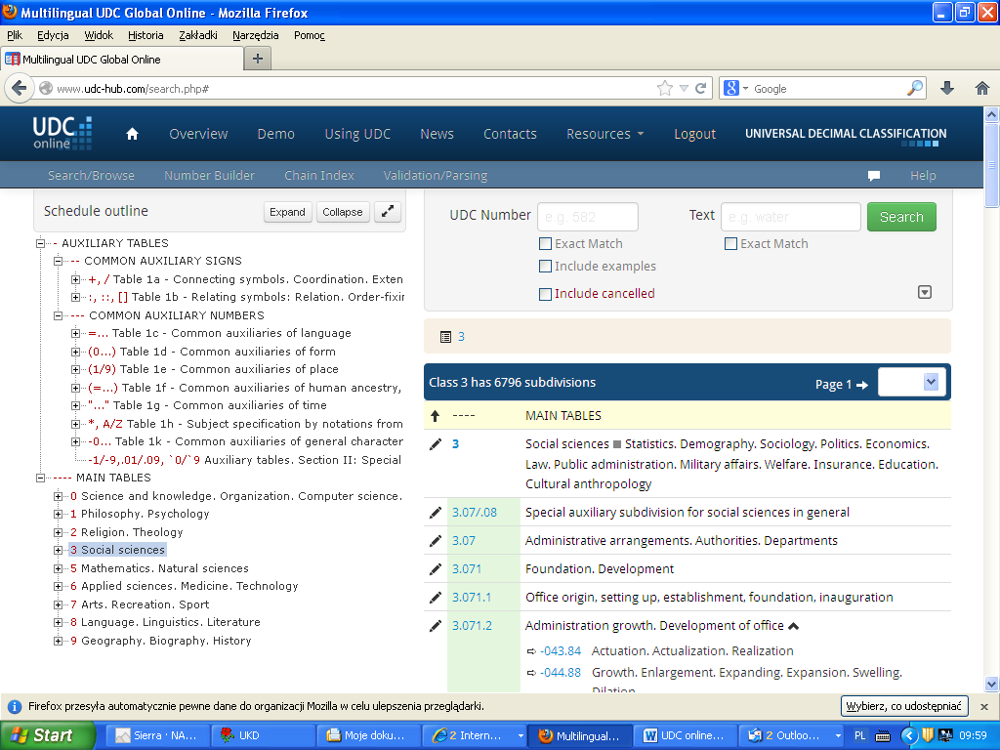 Multilingual UDC Global Online - Mozilla Firefox
Plik Edycja Widok Historia Zakładki Narzędzia Pomoc
Multilingual UDC Global Online
www.udc-hub.com/search.php#
Google
UDC online
Overview Demo Using UDC News Contacts Resources Logout UNIVERSAL DECIMAL CLASSIFICATION
Search/Browse Number Builder Chain Index Validation/Parsing Help
Schedule outline Expand Collapse
- AUXILIARY TABLES
-- COMMON AUXILIARY SIGNS
+, / Table 1a - Connecting symbols. Coordination. Exten
:, ::, [] Table 1b - Relating symbols: Relation. Order-fixin
--- COMMON AUXILIARY NUMBERS
=... Table 1c - Common auxiliaries of language
(0...) Table 1d - Common auxiliaries of form
(1/9) Table 1e - Common auxiliaries of place
(=...) Table 1f - Common auxiliaries of human ancestry,
"..." Table 1g - Common auxiliaries of time
*, A/Z Table 1h - Subject specification by notations from
-0... Table 1k - Common auxiliaries of general character
-1/-9,.01/.09, `0/`9 Auxiliary tables. Section II: Special
---- MAIN TABLES
0 Science and knowledge. Organization. Computer science.
1 Philosophy. Psychology
2 Religion. Theology
3 Social sciences
5 Mathematics. Natural sciences
6 Applied sciences. Medicine. Technology
7 Arts. Recreation. Sport
8 Language. Linguistics. Literature
9 Geography. Biography. History
UDC Number e.g. 582 Text e.g. water Search
Exact Match Exact Match
Include examples
Include cancelled
3
Class 3 has 6796 subdivisions Page 1
---- MAIN TABLES
3 Social sciences ■ Statistics. Demography. Sociology. Politics. Economics.
Law. Public administration. Military affairs. Welfare. Insurance. Education.
Cultural anthropology
3.07/.08 Special auxiliary subdivision for social sciences in general
3.07 Administrative arrangements. Authorities. Departments
3.071 Foundation. Development
3.071.1 Office origin, setting up, establishment, foundation, inauguration
3.071.2 Administration growth. Development of office
-043.84 Actuation. Actualization. Realization
-044.88 Growth. Enlargement. Expanding. Expansion. Swelling.
Dilation
Firefox przesyła automatycznie pewne dane do organizacji Mozilla w celu ulepszenia przeglądarki. Wybierz, co udostępniać
Start Sierra · NA... UKD Moje doku... 2 Intern... Multilingual... UDC online... 2 Outloo... PL 09:59